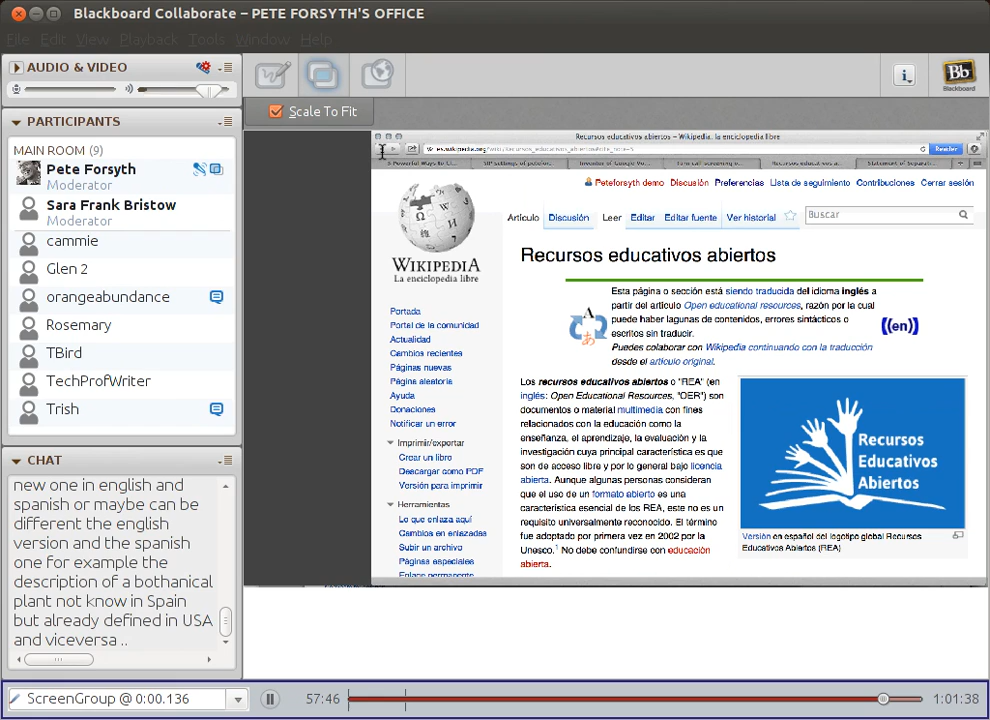 Blackboard Collaborate – PETE FORSYTH'S OFFICE
File Edit View Playback Tools Window Help
AUDIO & VIDEO
PARTICIPANTS
MAIN ROOM (9)
Pete Forsyth
Moderator
Sara Frank Bristow
Moderator
cammie
Glen 2
orangeabundance
Rosemary
TBird
TechProfWriter
Trish
CHAT
new one in english and
spanish or maybe can be
different the english
version and the spanish
one for example the
description of a bothanical
plant not know in Spain
but already defined in USA
and viceversa ..
Scale To Fit
i
Bb
Blackboard
Recursos educativos abiertos – Wikipedia, la enciclopedia libre
Reader
Peteforsyth demo Discusión Preferencias Lista de seguimiento Contribuciones Cerrar sesión
Artículo Discusión Leer Editar Editar fuente Ver historial Buscar
WIKIPEDIA
La enciclopedia libre
Portada
Portal de la comunidad
Actualidad
Cambios recientes
Páginas nuevas
Página aleatoria
Ayuda
Donaciones
Notificar un error
Imprimir/exportar
Crear un libro
Descargar como PDF
Versión para imprimir
Herramientas
Lo que enlaza aquí
Cambios en enlazadas
Subir un archivo
Páginas especiales
Enlace permanente
Recursos educativos abiertos
Esta página o sección está siendo traducida del idioma inglés a
partir del artículo Open educational resources, razón por la cual
puede haber lagunas de contenidos, errores sintácticos o
escritos sin traducir.
Puedes colaborar con Wikipedia continuando con la traducción
desde el artículo original.
((en))
Los recursos educativos abiertos o "REA" (en
inglés: Open Educational Resources, "OER") son
documentos o material multimedia con fines
relacionados con la educación como la
enseñanza, el aprendizaje, la evaluación y la
investigación cuya principal característica es que
son de acceso libre y por lo general bajo licencia
abierta. Aunque algunas personas consideran
que el uso de un formato abierto es una
característica esencial de los REA, este no es un
requisito universalmente reconocido. El término
fue adoptado por primera vez en 2002 por la
Unesco.1 No debe confundirse con educación
abierta.
Recursos
Educativos
Abiertos
Versión en español del logotipo global Recursos
Educativos Abiertos (REA)
ScreenGroup @ 0:00.136
57:46
1:01:38